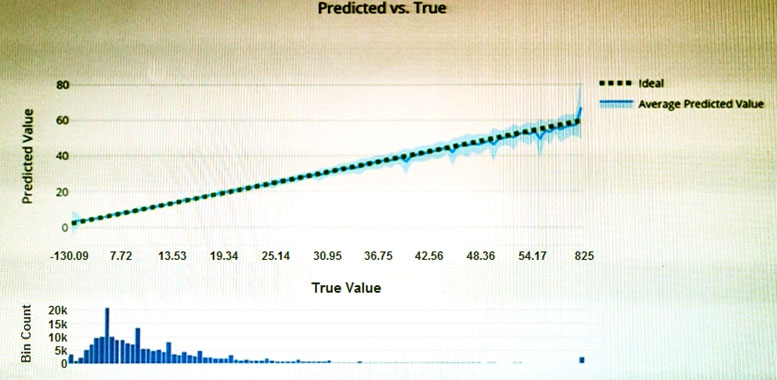 Predicted vs. True
Ideal
Average Predicted Value
Predicted Value
80
60
40
20
0
-130.09 7.72 13.53 19.34 25.14 30.95 36.75 42.56 48.36 54.17 825
True Value
Bin Count
20k
15k
10k
5k
0